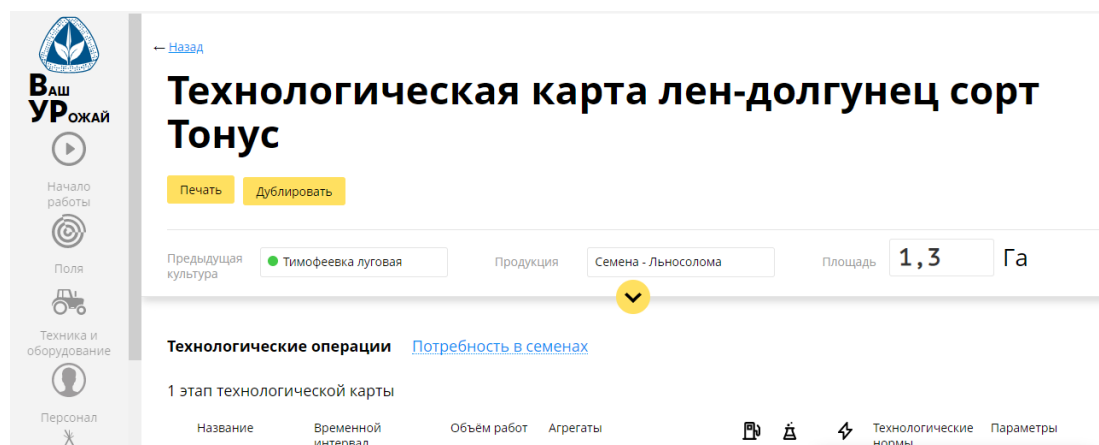 Ваш
УРожай
Начало
работы
Поля
Техника и
оборудование
Персонал
← Назад
Технологическая карта лен-долгунец сорт
Тонус
Печать Дублировать
Предыдущая
культура
Тимофеевка луговая
Продукция
Семена - Льносолома
Площадь
1,3 Га
Технологические операции Потребность в семенах
1 этап технологической карты
Название
Временной
интервал
Объём работ
Агрегаты
Технологические
нормы
Параметры